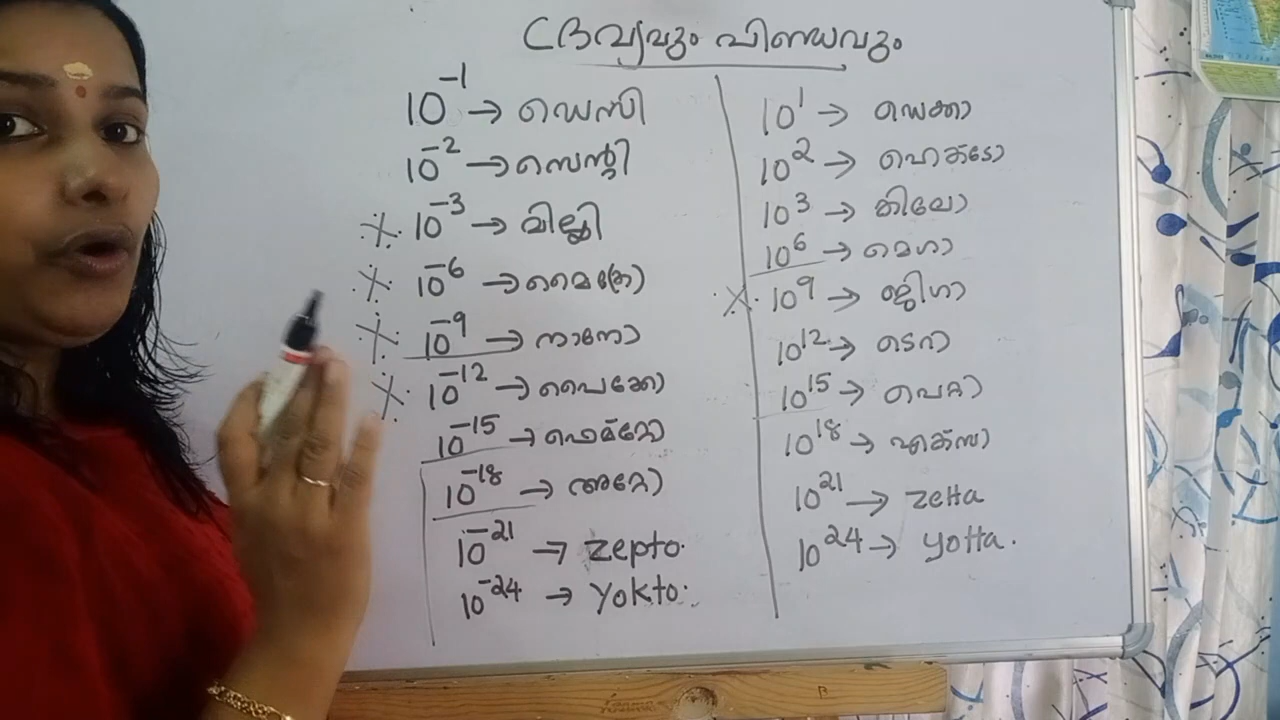 ദ്രവ്യവും പിണ്ഡവും
10⁻¹ → ഡെസി
10⁻² → സെന്റി
10⁻³ → മില്ലി
10⁻⁶ → മൈക്രോ
10⁻⁹ → നാനോ
10⁻¹² → പൈക്കോ
10⁻¹⁵ → ഫെംറ്റോ
10⁻¹⁸ → അറ്റോ
10⁻²¹ → zepto.
10⁻²⁴ → yokto.
10¹ → ഡെക്കാ
10² → ഹെക്ടോ
10³ → കിലോ
10⁶ → മെഗാ
10⁹ → ജിഗാ
10¹² → ടെറാ
10¹⁵ → പെറ്റാ
10¹⁸ → എക്സാ
10²¹ → zetta
10²⁴ → yotta.